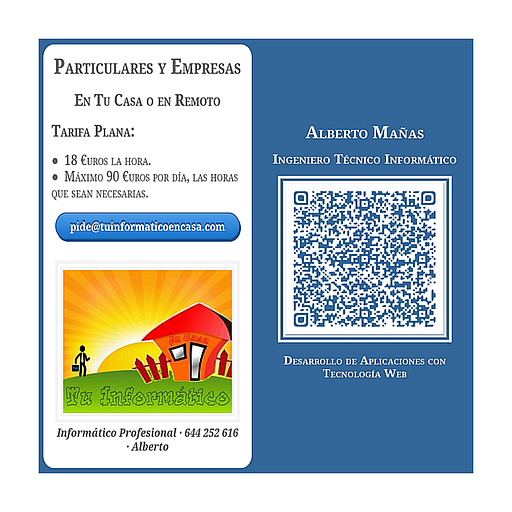 Particulares y Empresas
En Tu Casa o en Remoto
Tarifa Plana:
• 18 €uros la hora.
• Máximo 90 €uros por día, las horas
que sean necesarias.
pide@tuinformaticoencasa.com
En Casa
Tu Informático
Informático Profesional · 644 252 616
· Alberto
Alberto Mañas
Ingeniero Técnico Informático
Desarrollo de Aplicaciones con
Tecnología Web